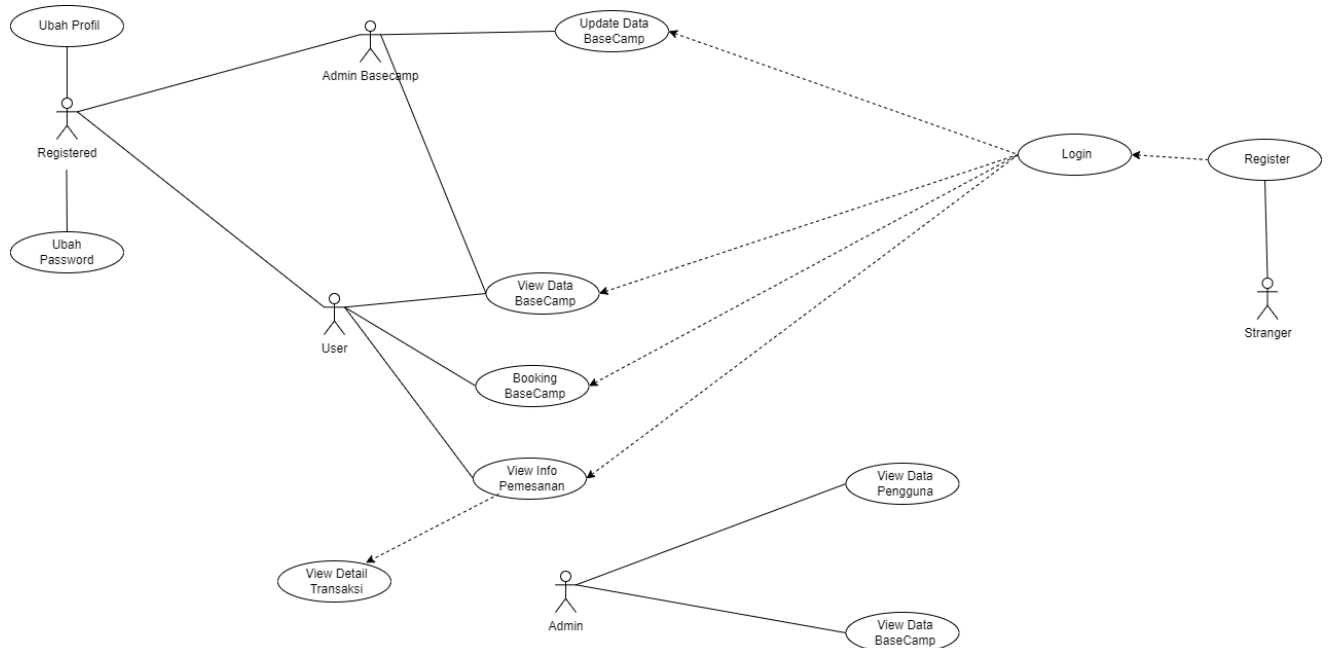 Ubah Profil
Admin Basecamp
Update Data
BaseCamp
Registered
Login
Register
Ubah
Password
View Data
BaseCamp
User
Stranger
Booking
BaseCamp
View Info
Pemesanan
View Data
Pengguna
View Detail
Transaksi
Admin
View Data
BaseCamp